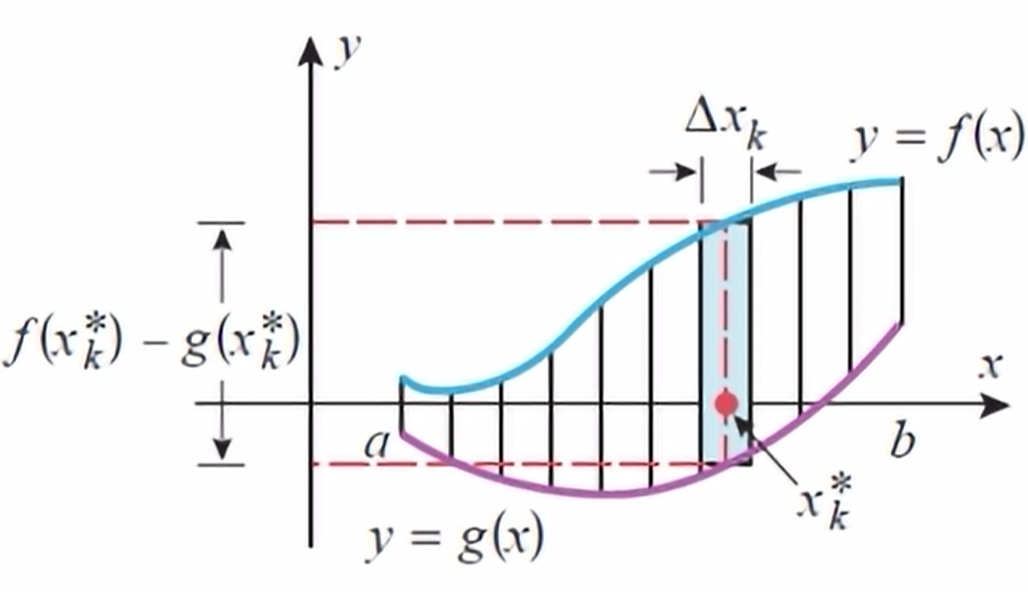 y
Δx_k
y = f(x)
f(x_k^*) − g(x_k^*)
x
a
b
x_k^*
y = g(x)